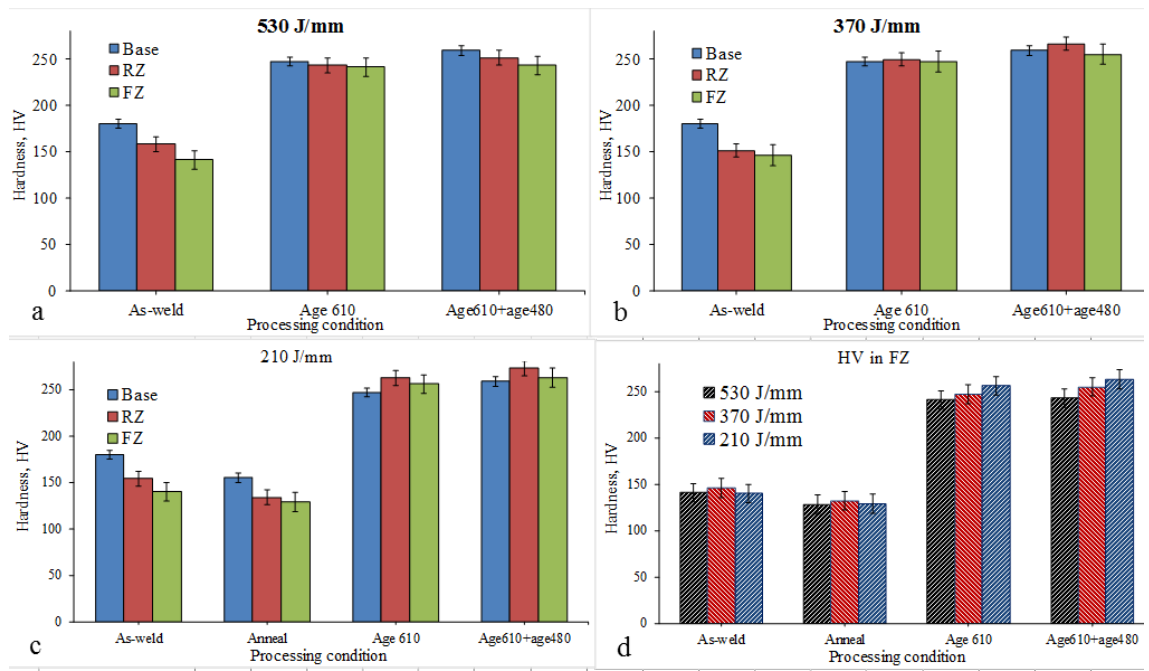 530 J/mm
Base
RZ
FZ
Hardness, HV
250
200
150
100
50
0
As-weld
Age 610
Age610+age480
Processing condition
a
370 J/mm
Base
RZ
FZ
Hardness, HV
250
200
150
100
50
0
As-weld
Age 610
Age610+age480
Processing condition
b
210 J/mm
Base
RZ
FZ
Hardness, HV
250
200
150
100
50
0
As-weld
Anneal
Age 610
Age610+age480
Processing condition
c
HV in FZ
530 J/mm
370 J/mm
210 J/mm
Hardness, HV
250
200
150
100
50
0
As-weld
Anneal
Age 610
Age610+age480
Processing condition
d